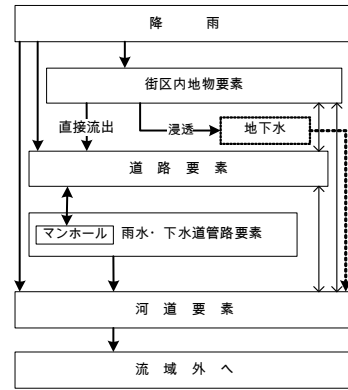 降 雨
街区内地物要素
直接流出
浸透
地下水
道 路 要 素
マンホール 雨水・下水道管路要素
河 道 要 素
流 域 外 へ